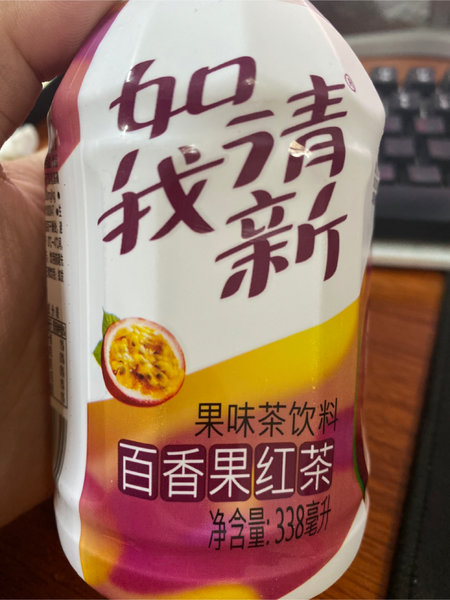 如清
我新
®
果味茶饮料
百香果红茶
净含量: 338毫升